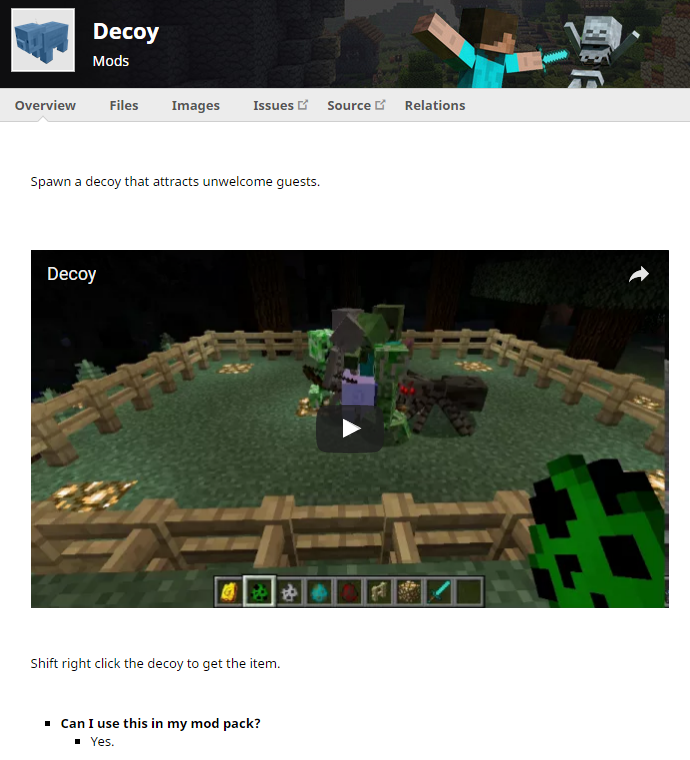 Decoy
Mods
Overview Files Images Issues Source Relations
Spawn a decoy that attracts unwelcome guests.
Decoy
Shift right click the decoy to get the item.
Can I use this in my mod pack?
Yes.